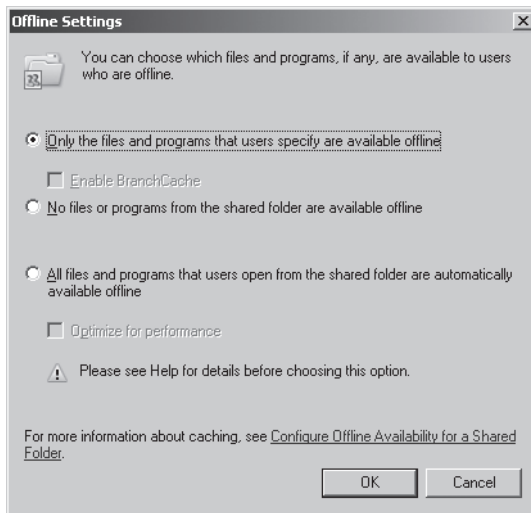 Offline Settings
You can choose which files and programs, if any, are available to users
who are offline.
Only the files and programs that users specify are available offline
Enable BranchCache
No files or programs from the shared folder are available offline
All files and programs that users open from the shared folder are automatically
available offline
Optimize for performance
Please see Help for details before choosing this option.
For more information about caching, see Configure Offline Availability for a Shared
Folder.
OK
Cancel